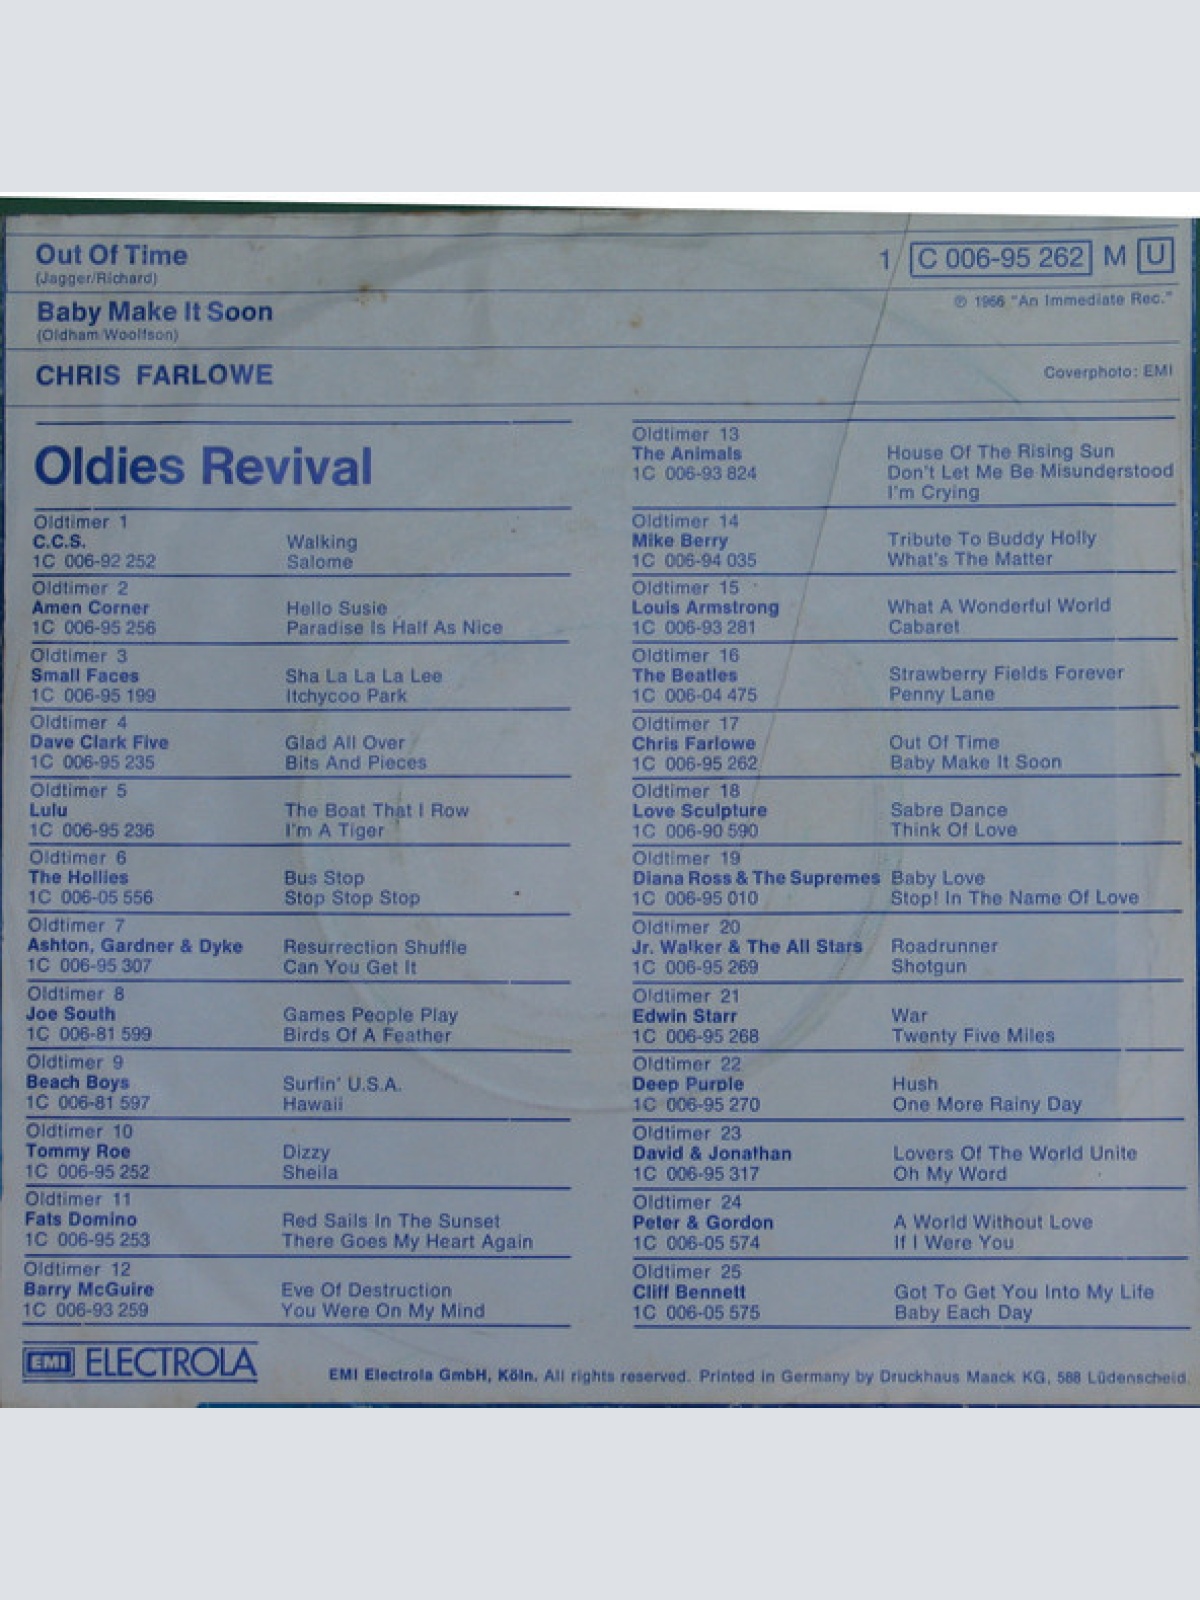 Out Of Time
(Jagger/Richard)
1 C 006-95 262 M U
Baby Make It Soon
(Oldham/Woolfson)
℗ 1966 "An Immediate Rec."
CHRIS FARLOWE
Coverphoto: EMI
Oldies Revival
Oldtimer 1
C.C.S. Walking
1C 006-92 252 Salome
Oldtimer 2
Amen Corner Hello Susie
1C 006-95 256 Paradise Is Half As Nice
Oldtimer 3
Small Faces Sha La La La Lee
1C 006-95 199 Itchycoo Park
Oldtimer 4
Dave Clark Five Glad All Over
1C 006-95 235 Bits And Pieces
Oldtimer 5
Lulu The Boat That I Row
1C 006-95 236 I'm A Tiger
Oldtimer 6
The Hollies Bus Stop
1C 006-05 556 Stop Stop Stop
Oldtimer 7
Ashton, Gardner & Dyke Resurrection Shuffle
1C 006-95 307 Can You Get It
Oldtimer 8
Joe South Games People Play
1C 006-81 599 Birds Of A Feather
Oldtimer 9
Beach Boys Surfin' U.S.A.
1C 006-81 597 Hawaii
Oldtimer 10
Tommy Roe Dizzy
1C 006-95 252 Sheila
Oldtimer 11
Fats Domino Red Sails In The Sunset
1C 006-95 253 There Goes My Heart Again
Oldtimer 12
Barry McGuire Eve Of Destruction
1C 006-93 259 You Were On My Mind
Oldtimer 13
The Animals House Of The Rising Sun
1C 006-93 824 Don't Let Me Be Misunderstood
I'm Crying
Oldtimer 14
Mike Berry Tribute To Buddy Holly
1C 006-94 035 What's The Matter
Oldtimer 15
Louis Armstrong What A Wonderful World
1C 006-93 281 Cabaret
Oldtimer 16
The Beatles Strawberry Fields Forever
1C 006-04 475 Penny Lane
Oldtimer 17
Chris Farlowe Out Of Time
1C 006-95 262 Baby Make It Soon
Oldtimer 18
Love Sculpture Sabre Dance
1C 006-90 590 Think Of Love
Oldtimer 19
Diana Ross & The Supremes Baby Love
1C 006-95 010 Stop! In The Name Of Love
Oldtimer 20
Jr. Walker & The All Stars Roadrunner
1C 006-95 269 Shotgun
Oldtimer 21
Edwin Starr War
1C 006-95 268 Twenty Five Miles
Oldtimer 22
Deep Purple Hush
1C 006-95 270 One More Rainy Day
Oldtimer 23
David & Jonathan Lovers Of The World Unite
1C 006-95 317 Oh My Word
Oldtimer 24
Peter & Gordon A World Without Love
1C 006-05 574 If I Were You
Oldtimer 25
Cliff Bennett Got To Get You Into My Life
1C 006-05 575 Baby Each Day
EMI ELECTROLA
EMI Electrola GmbH, Köln. All rights reserved. Printed in Germany by Druckhaus Maack KG, 588 Lüdenscheid.